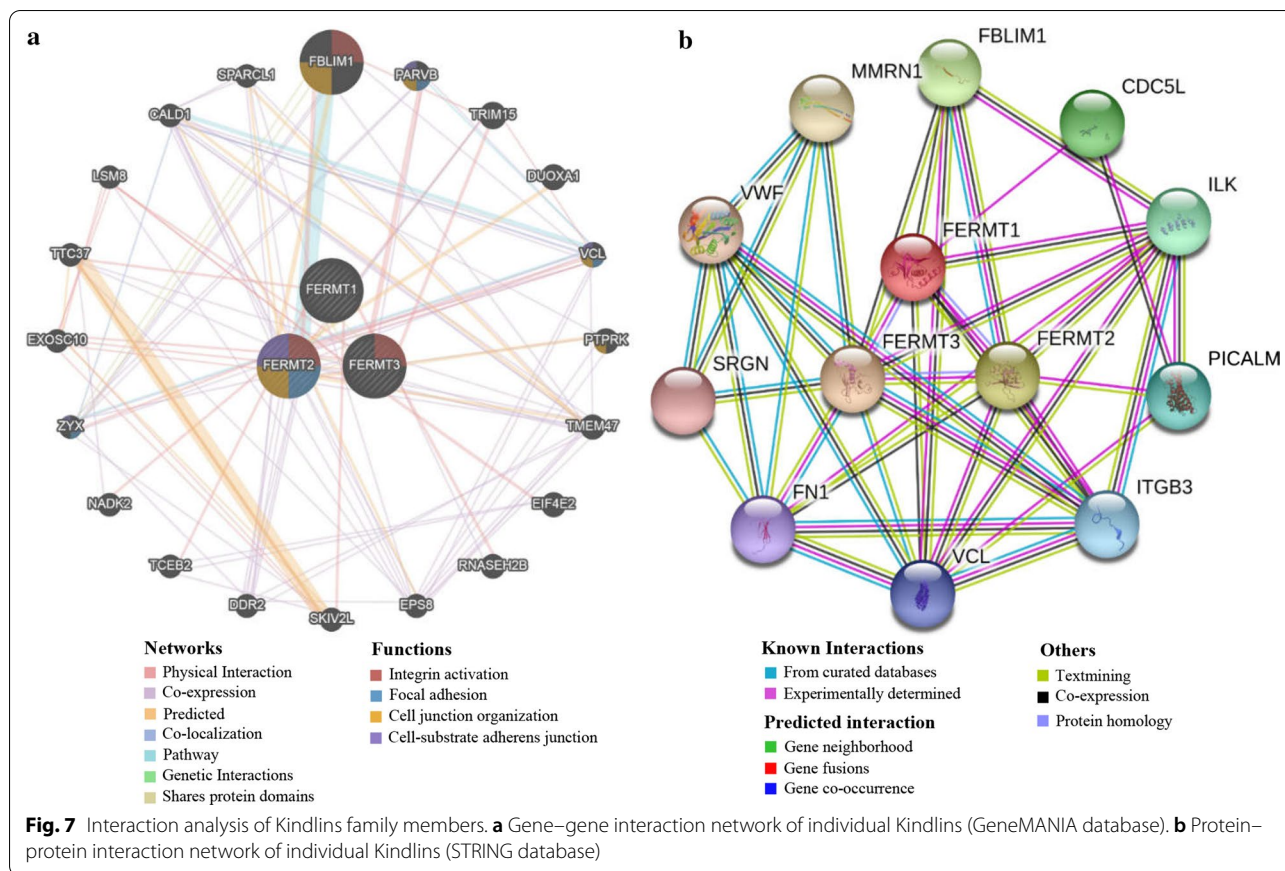 a
FBLIM1
SPARCL1
PARVB
CALD1
TRIM15
LSM8
DUOXA1
TTC37
VCL
FERMT1
EXOSC10
PTPRK
FERMT2
FERMT3
ZYX
TMEM47
NADK2
EIF4E2
TCEB2
RNASEH2B
DDR2
EPS8
SKIV2L
Networks
Physical Interaction
Co-expression
Predicted
Co-localization
Pathway
Genetic Interactions
Shares protein domains
Functions
Integrin activation
Focal adhesion
Cell junction organization
Cell-substrate adherens junction
b
FBLIM1
MMRN1
CDC5L
VWF
ILK
FERMT1
FERMT3
FERMT2
SRGN
PICALM
FN1
ITGB3
VCL
Known Interactions
From curated databases
Experimentally determined
Predicted interaction
Gene neighborhood
Gene fusions
Gene co-occurrence
Others
Textmining
Co-expression
Protein homology
Fig. 7 Interaction analysis of Kindlins family members. a Gene–gene interaction network of individual Kindlins (GeneMANIA database). b Protein–
protein interaction network of individual Kindlins (STRING database)